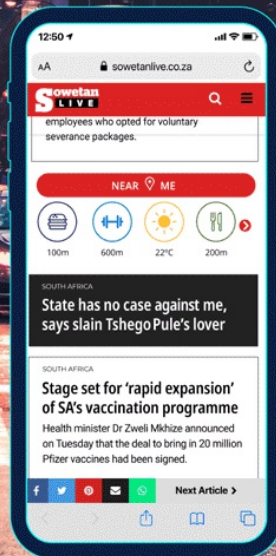 12:50
AA sowetanlive.co.za
Sowetan
LIVE
employees who opted for voluntary
severance packages.
NEAR ME
100m 600m 22°C 200m
SOUTH AFRICA
State has no case against me,
says slain Tshego Pule's lover
SOUTH AFRICA
Stage set for ‘rapid expansion’
of SA's vaccination programme
Health minister Dr Zweli Mkhize announced
on Tuesday that the deal to bring in 20 million
Pfizer vaccines had been signed.
Next Article >